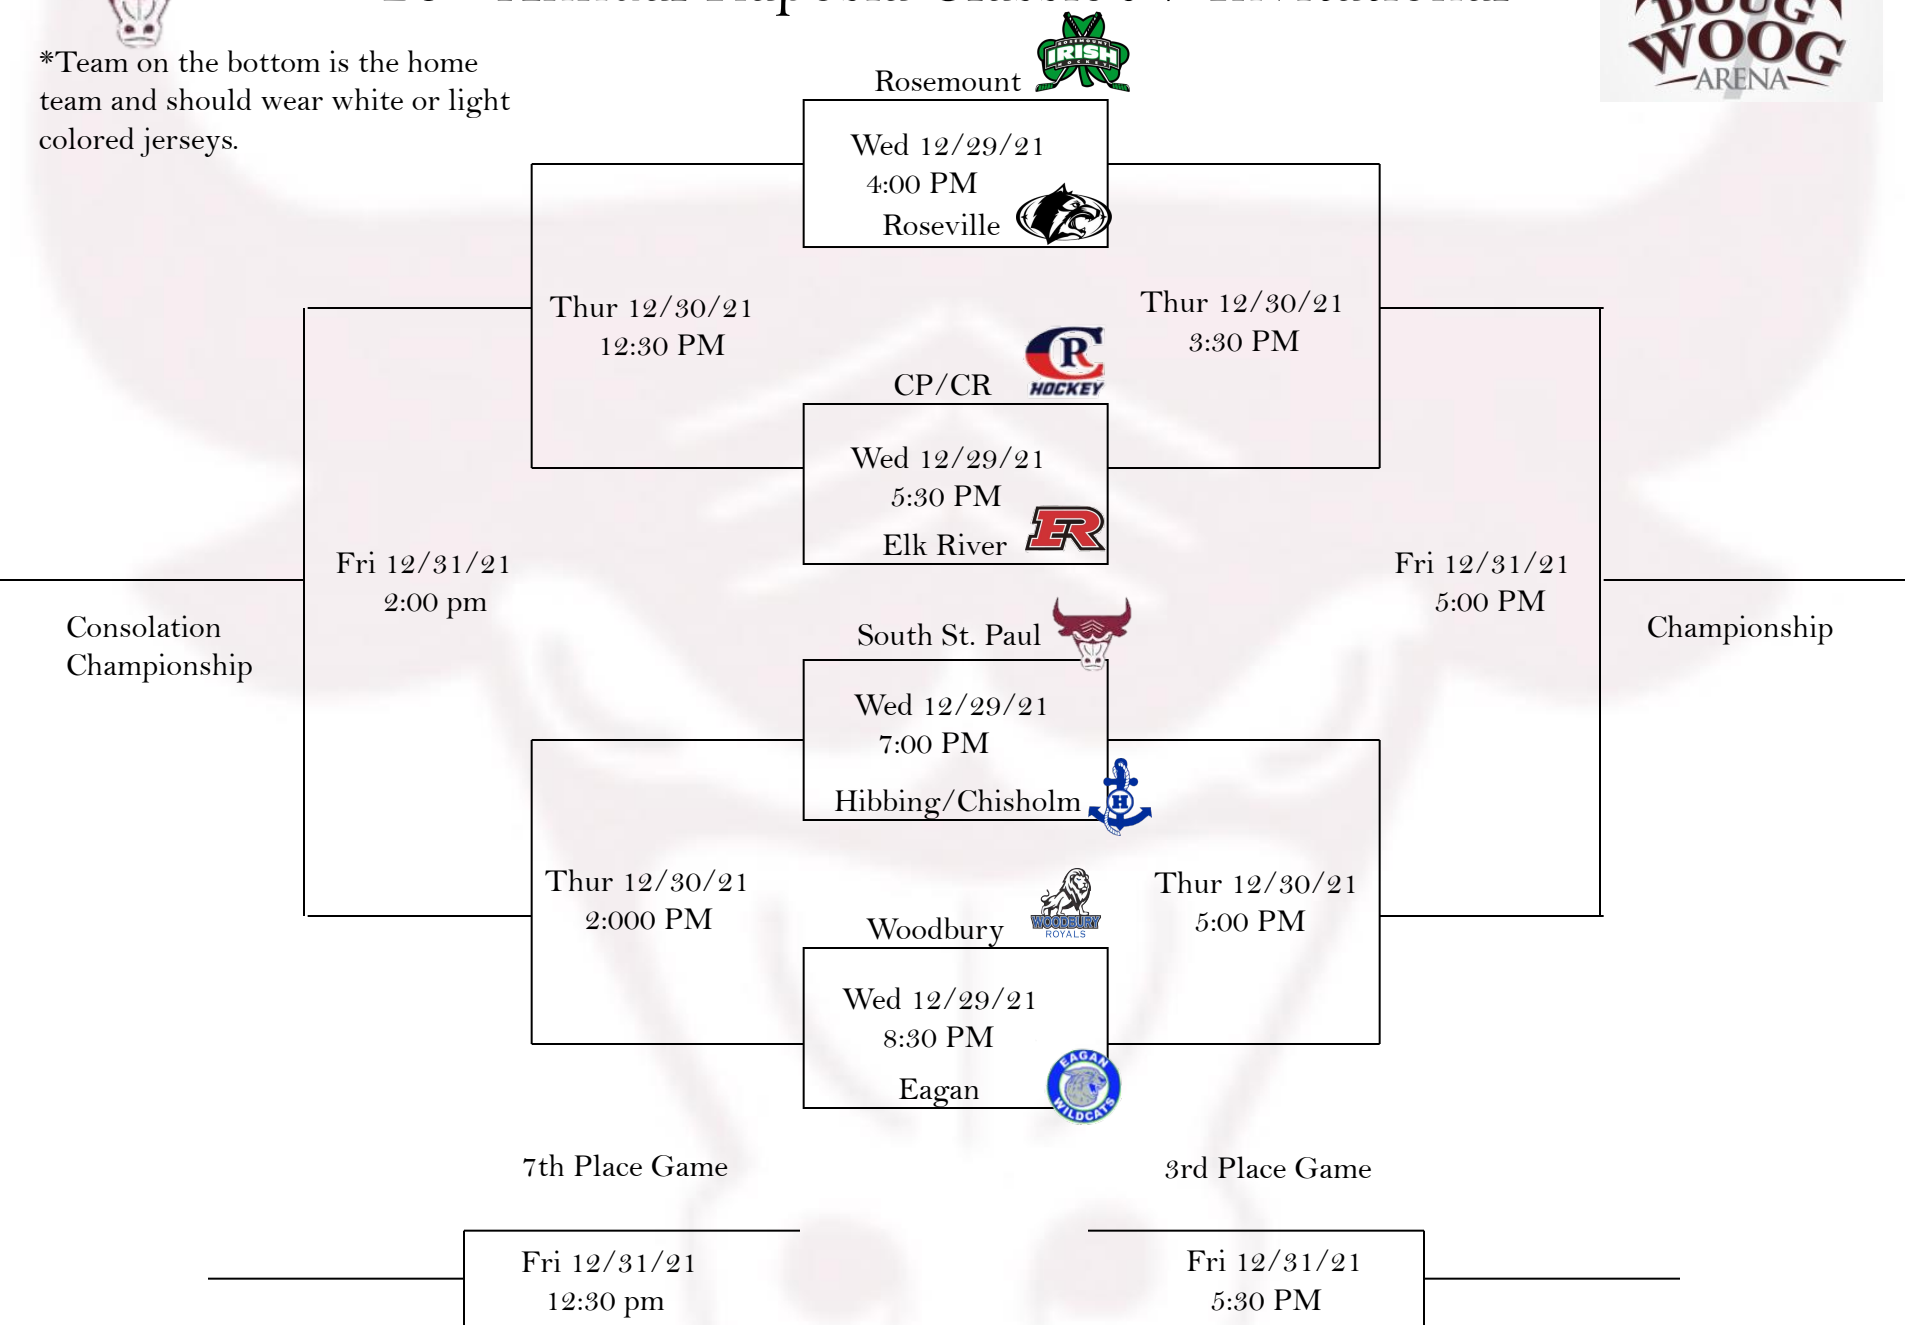 DOUG
WOOG
ARENA
*Team on the bottom is the home
team and should wear white or light
colored jerseys.
IRISH
Rosemount
Wed 12/29/21
4:00 PM
Roseville
Thur 12/30/21
12:30 PM
Thur 12/30/21
3:30 PM
CR
HOCKEY
CP/CR
Wed 12/29/21
5:30 PM
Elk River
ER
Fri 12/31/21
2:00 pm
Fri 12/31/21
5:00 PM
Consolation
Championship
Championship
South St. Paul
Wed 12/29/21
7:00 PM
Hibbing/Chisholm
H
Thur 12/30/21
2:000 PM
Thur 12/30/21
5:00 PM
WOODBURY
ROYALS
Woodbury
Wed 12/29/21
8:30 PM
Eagan
EAGAN
WILDCATS
7th Place Game
3rd Place Game
Fri 12/31/21
12:30 pm
Fri 12/31/21
5:30 PM